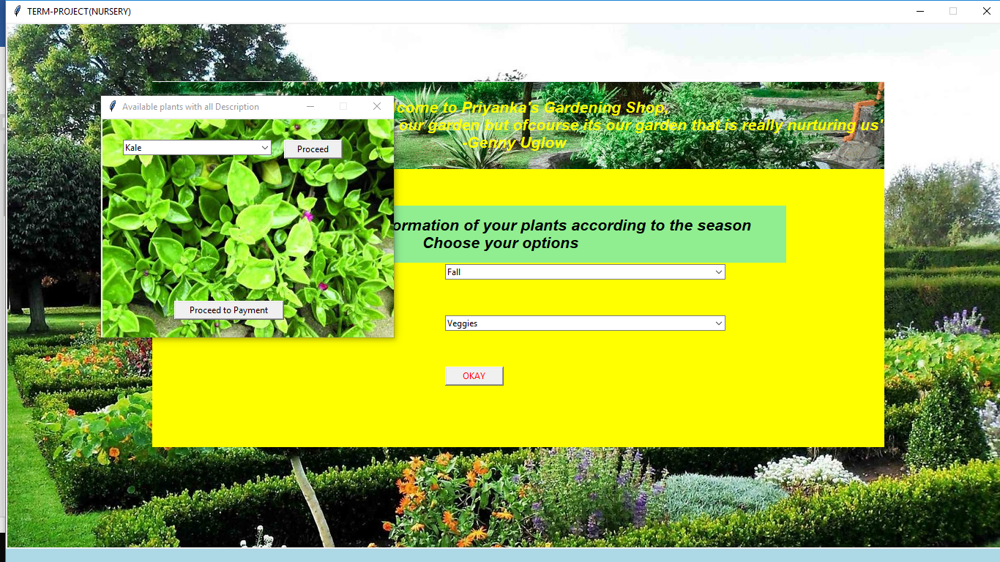 TERM-PROJECT(NURSERY)
come to Priyanka's Gardening Shop,
our garden but ofcourse its our garden that is really nurturing us'
-Genny Uglow
Available plants with all Description
Kale
Proceed
Proceed to Payment
ormation of your plants according to the season
Choose your options
Fall
Veggies
OKAY